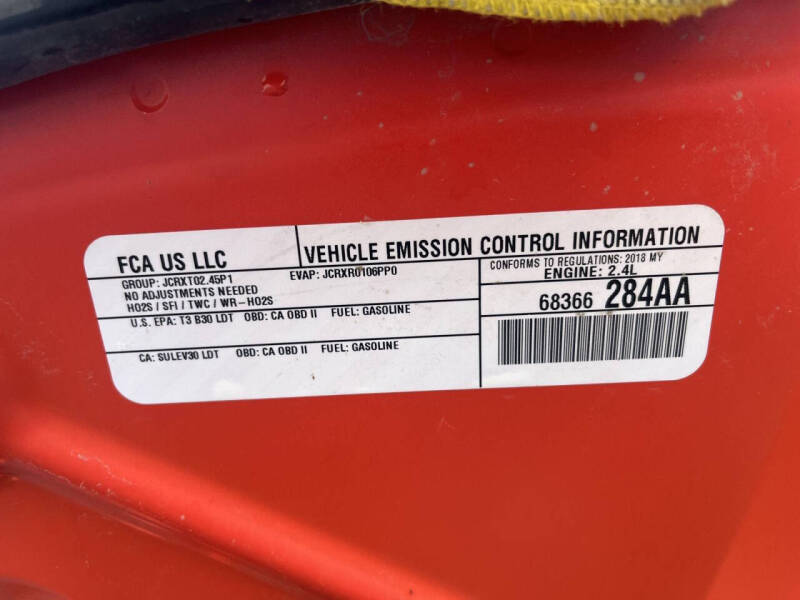 FCA US LLC
VEHICLE EMISSION CONTROL INFORMATION
GROUP: JCRXT02.45P1
EVAP: JCRXR0106PP0
NO ADJUSTMENTS NEEDED
HO2S / SFI / TWC / WR-HO2S
CONFORMS TO REGULATIONS: 2018 MY
ENGINE: 2.4L
68366 284AA
U.S. EPA: T3 B30 LDT OBD: CA OBD II FUEL: GASOLINE
CA: SULEV30 LDT OBD: CA OBD II FUEL: GASOLINE